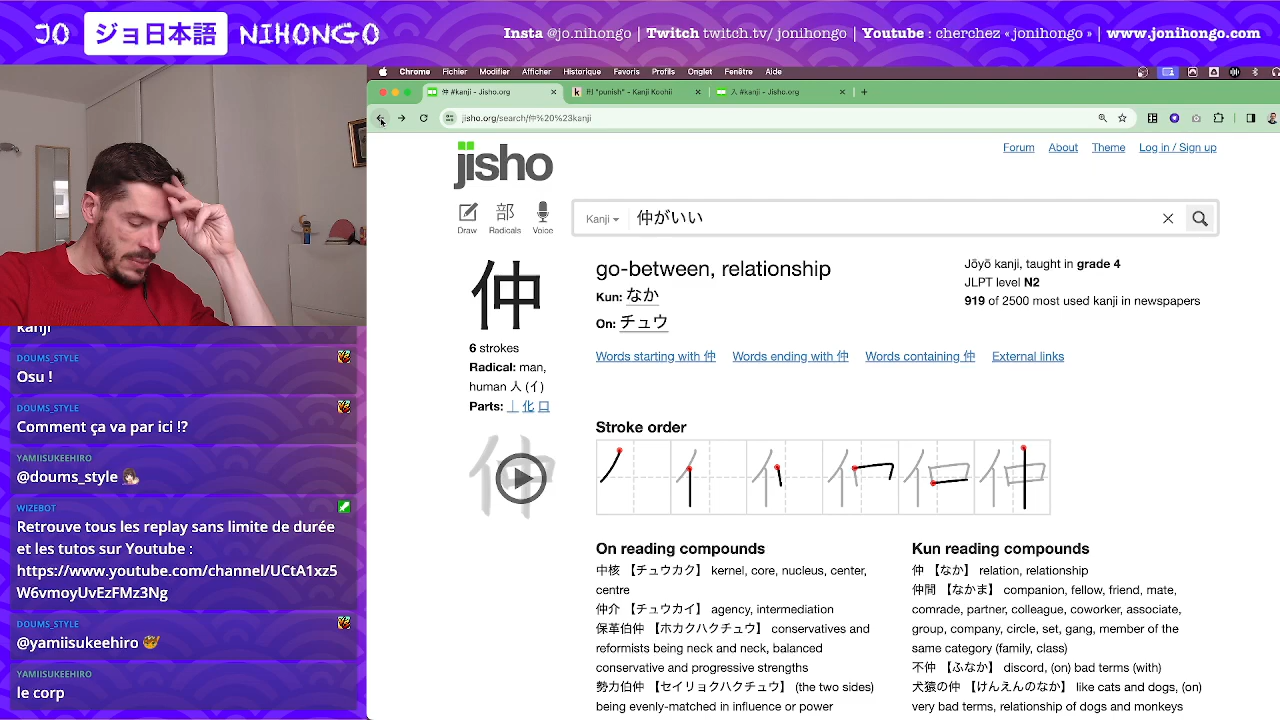 JO ジョ日本語 NIHONGO
Insta @jo.nihongo | Twitch twitch.tv/ jonihongo | Youtube : cherchez « jonihongo » | www.jonihongo.com
Chrome Fichier Modifier Afficher Historique Favoris Profils Onglet Fenêtre Aide
仲 #kanji - Jisho.org
"punish" - Kanji Koohii
人 #kanji - Jisho.org
jisho.org/search/仲%20%23kanji
jisho
Forum About Theme Log in / Sign up
Draw
部 Radicals
Voice
Kanji 仲がいい
仲
6 strokes
Radical: man,
human 人 (亻)
Parts: ｜ 化 口
go-between, relationship
Kun: なか
On: チュウ
Jōyō kanji, taught in grade 4
JLPT level N2
919 of 2500 most used kanji in newspapers
Words starting with 仲 Words ending with 仲 Words containing 仲 External links
Stroke order
On reading compounds
中核 【チュウカク】 kernel, core, nucleus, center,
centre
仲介 【チュウカイ】 agency, intermediation
保革伯仲 【ホカクハクチュウ】 conservatives and
reformists being neck and neck, balanced
conservative and progressive strengths
勢力伯仲 【セイリョクハクチュウ】 (the two sides)
being evenly-matched in influence or power
Kun reading compounds
仲 【なか】 relation, relationship
仲間 【なかま】 companion, fellow, friend, mate,
comrade, partner, colleague, coworker, associate,
group, company, circle, set, gang, member of the
same category (family, class)
不仲 【ふなか】 discord, (on) bad terms (with)
犬猿の仲 【けんえんのなか】 like cats and dogs, (on)
very bad terms, relationship of dogs and monkeys
kanji
DOUMS_STYLE
Osu !
DOUMS_STYLE
Comment ça va par ici !?
YAMIISUKEEHIRO
@doums_style
WIZEBOT
Retrouve tous les replay sans limite de durée
et les tutos sur Youtube :
https://www.youtube.com/channel/UCtA1xz5
W6vmoyUvEzFMz3Ng
DOUMS_STYLE
@yamiisukeehiro
YAMIISUKEEHIRO
le corp